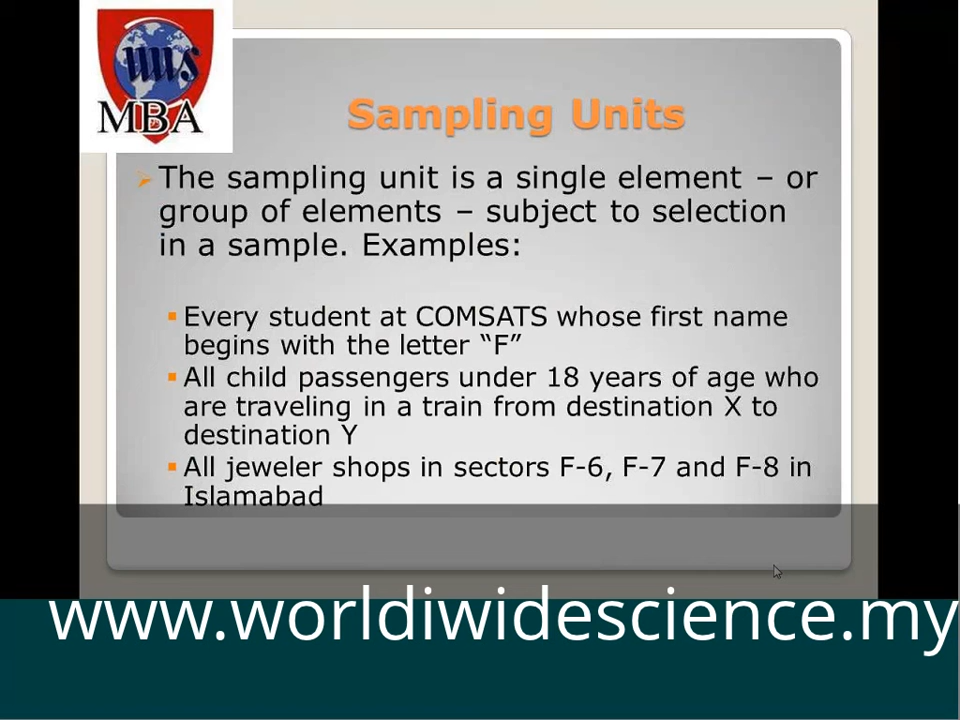 wws
MBA
Sampling Units
The sampling unit is a single element – or
group of elements – subject to selection
in a sample. Examples:
Every student at COMSATS whose first name
begins with the letter “F”
All child passengers under 18 years of age who
are traveling in a train from destination X to
destination Y
All jeweler shops in sectors F-6, F-7 and F-8 in
Islamabad
www.worldiwidescience.my